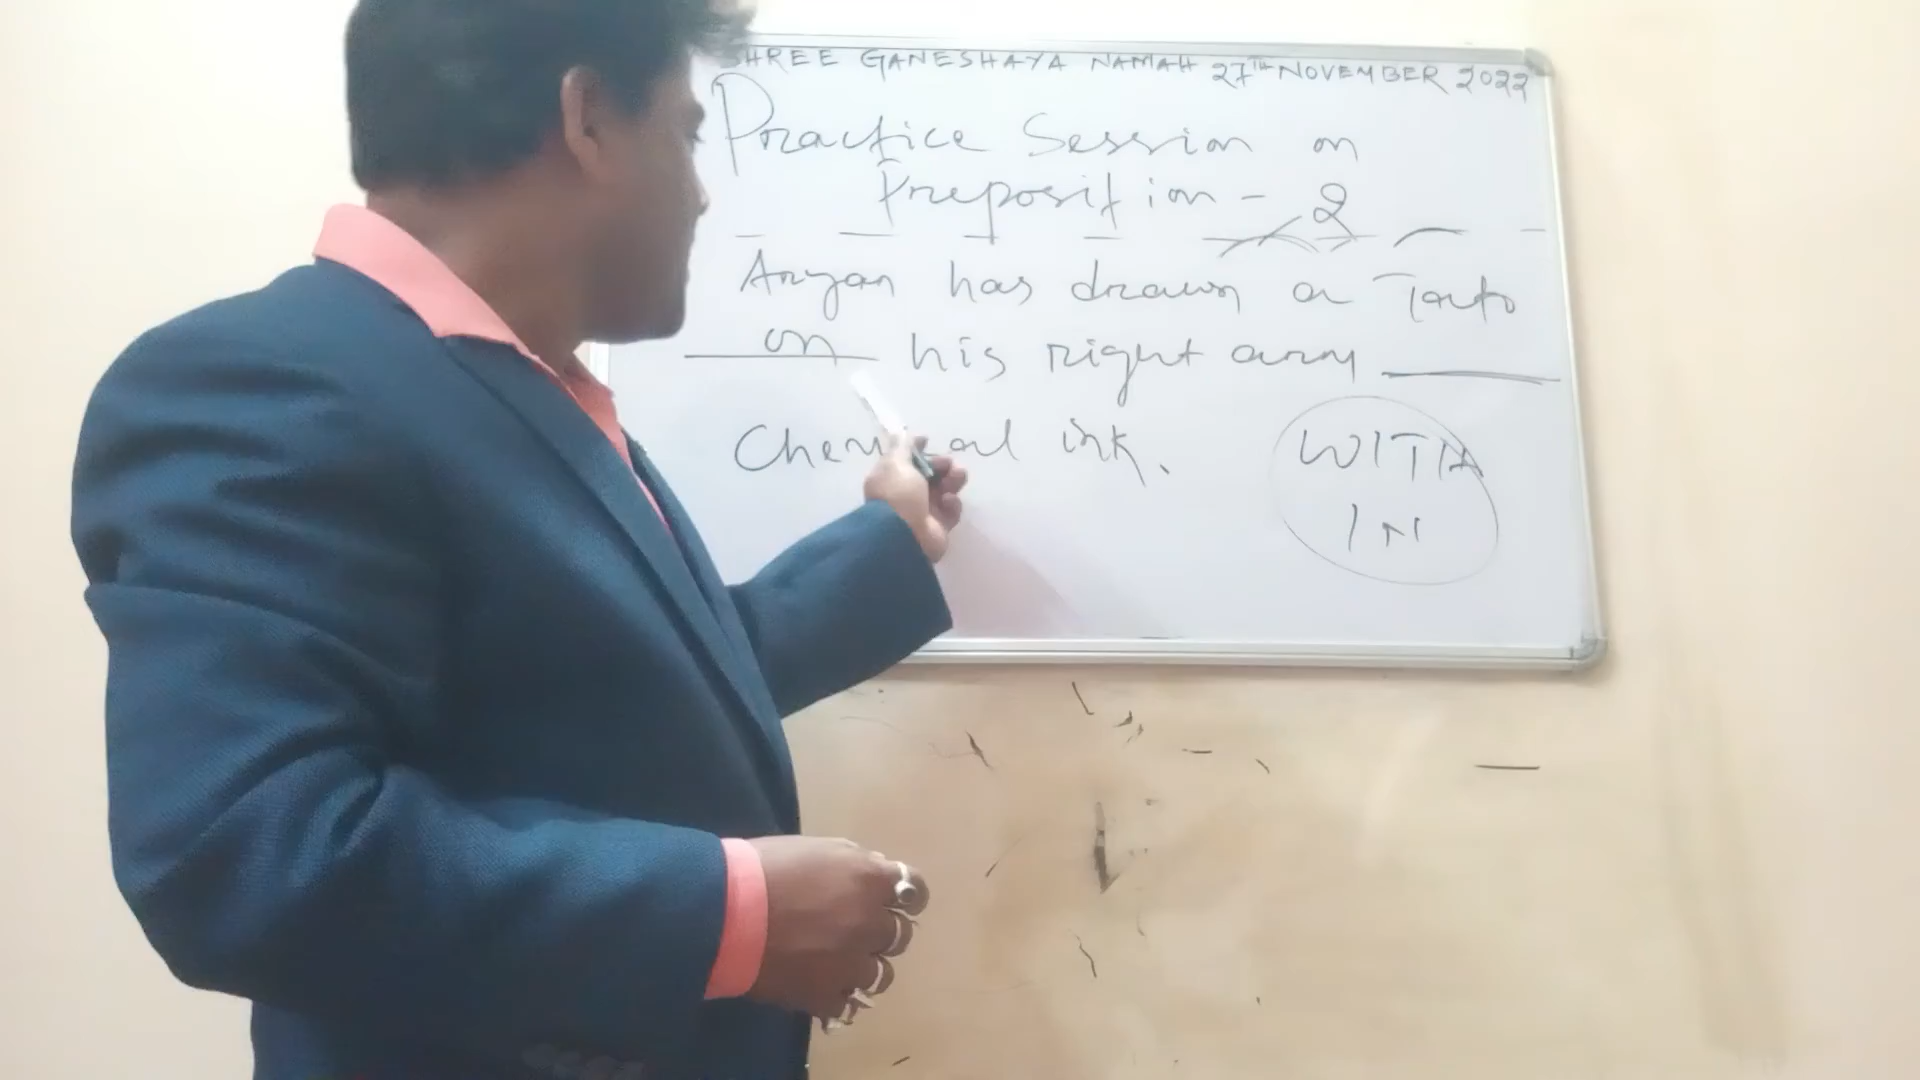 SHREE GANESHAYA NAMAH 27TH NOVEMBER 2022
Practice Session on
Preposition - 2
Aryan has drawn a Tatto
on his right arm
Chemical ink.
WITH
IN